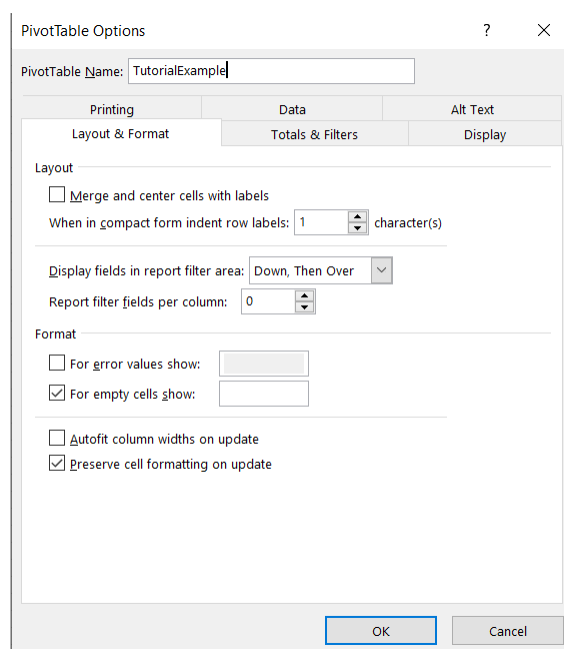 PivotTable Options ?
PivotTable Name: TutorialExample
Printing Data Alt Text
Layout & Format Totals & Filters Display
Layout
Merge and center cells with labels
When in compact form indent row labels: 1 character(s)
Display fields in report filter area: Down, Then Over
Report filter fields per column: 0
Format
For error values show:
For empty cells show:
Autofit column widths on update
Preserve cell formatting on update
OK Cancel